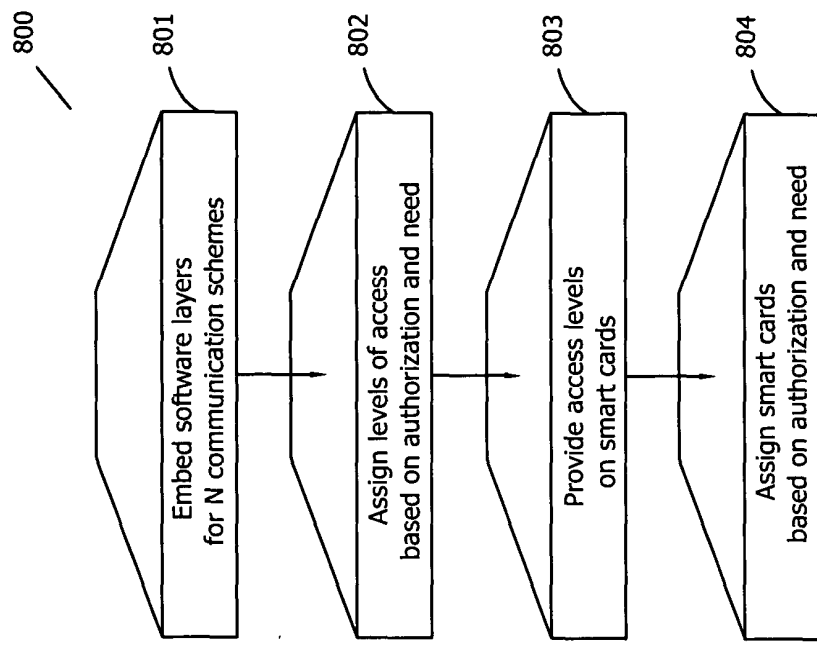 800
801
Embed software layers
for N communication schemes
802
Assign levels of access
based on authorization and need
803
Provide access levels
on smart cards
804
Assign smart cards
based on authorization and need